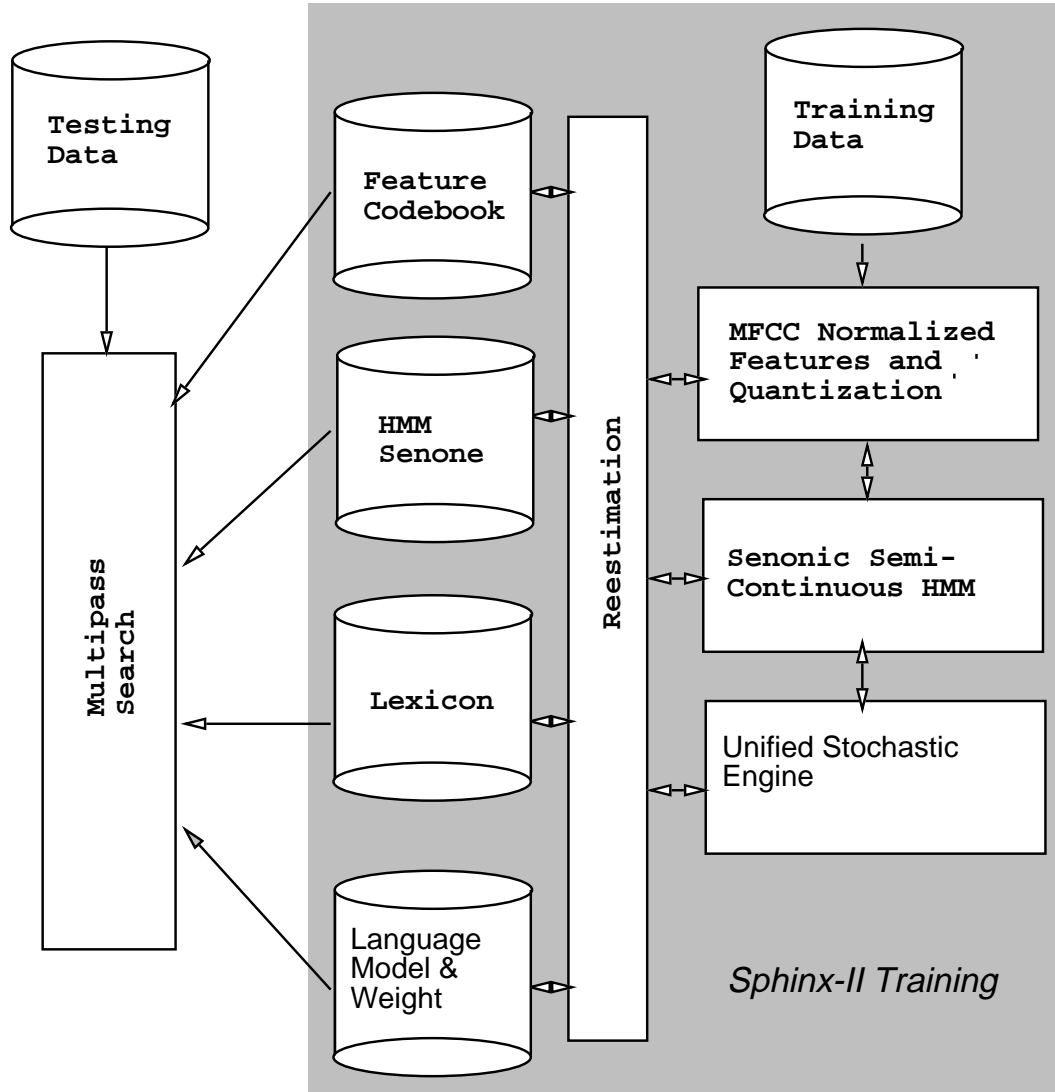 Testing
Data
Feature
Codebook
Training
Data
MFCC Normalized
Features and
Quantization
HMM
Senone
Reestimation
Senonic Semi-
Continuous HMM
Multipass
Search
Lexicon
Unified Stochastic
Engine
Language
Model &
Weight
Sphinx-II Training